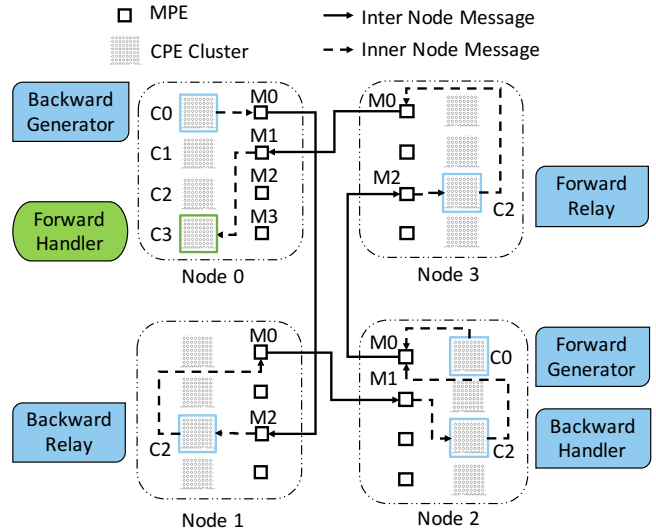 MPE
CPE Cluster
Inter Node Message
Inner Node Message
Backward
Generator
C0
C1
C2
C3
M0
M1
M2
M3
Forward
Handler
Node 0
M0
M2
C2
Node 3
Forward
Relay
M0
M2
C2
Backward
Relay
Node 1
M0
M1
C0
C2
Node 2
Forward
Generator
Backward
Handler